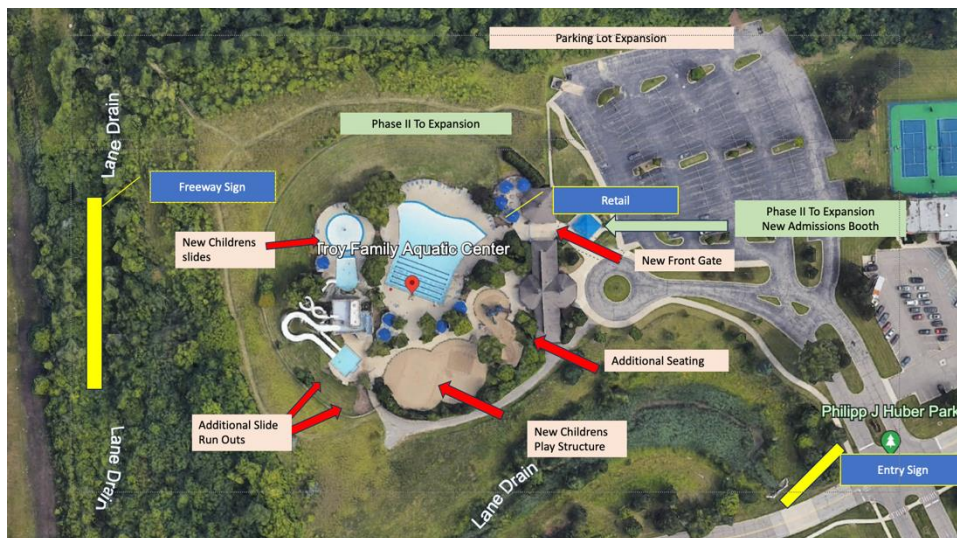 Parking Lot Expansion
Lane Drain
Phase II To Expansion
Freeway Sign
Retail
Phase II To Expansion
New Admissions Booth
New Childrens
slides
Troy Family Aquatic Center
New Front Gate
Additional Seating
Additional Slide
Run Outs
New Childrens
Play Structure
Philipp J Huber Park
Lane Drain
Lane Drain
Entry Sign